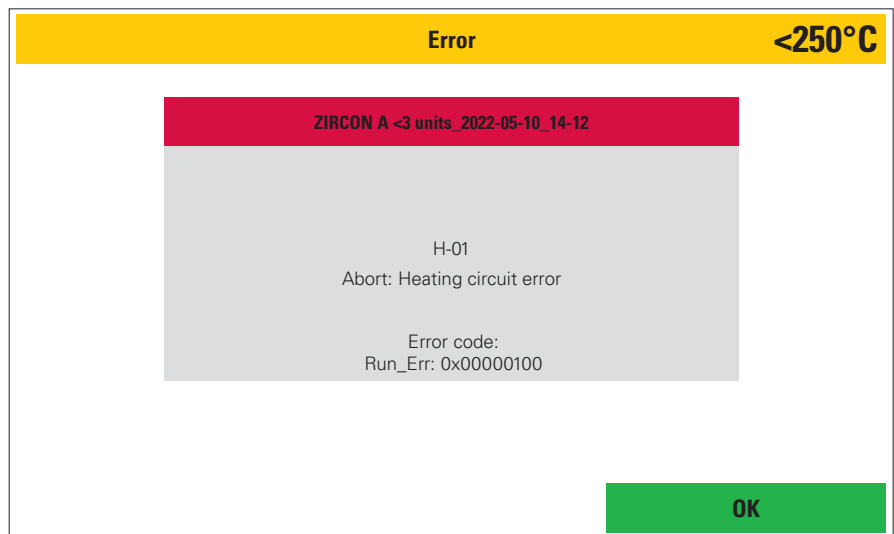 Error
<250°C
ZIRCON A <3 units_2022-05-10_14-12
H-01
Abort: Heating circuit error
Error code:
Run_Err: 0x00000100
OK